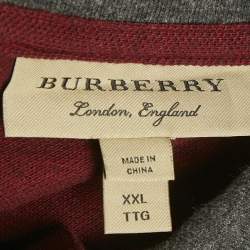 BURBERRY
London, England
MADE IN
CHINA
XXL
TTG